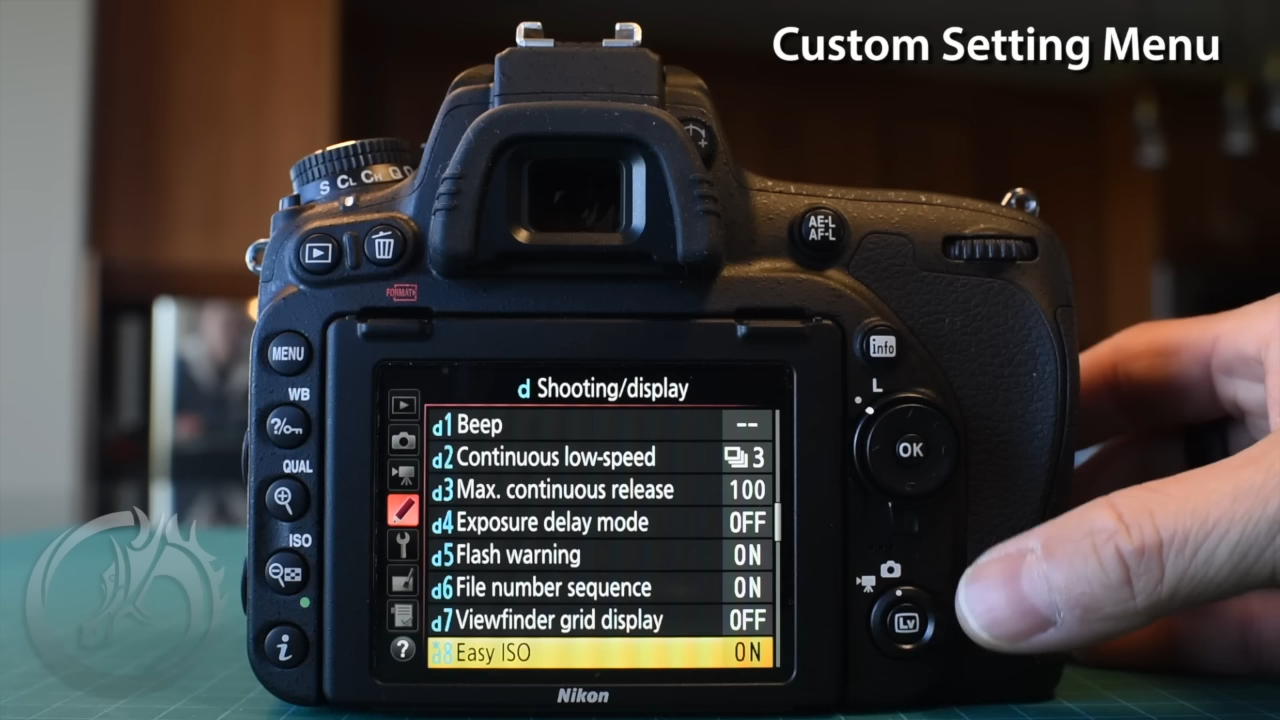 Custom Setting Menu
S CL CH Q
AE-L
AF-L
FORMAT
MENU
info
WB
L
d Shooting/display
d1 Beep --
d2 Continuous low-speed 3
OK
QUAL
d3 Max. continuous release 100
d4 Exposure delay mode OFF
ISO
d5 Flash warning ON
d6 File number sequence ON
d7 Viewfinder grid display OFF
Lv
d8 Easy ISO ON
?
i
Nikon